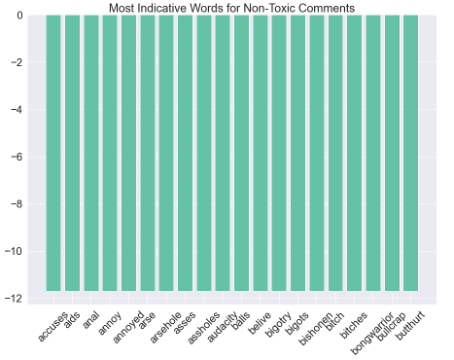 Most Indicative Words for Non-Toxic Comments
0
−2
−4
−6
−8
−10
−12
accuses
aids
anal
annoy
annoyed
arse
arsehole
asses
assholes
audacity
balls
belive
bigotry
bigots
bishonen
bitch
bitches
bongwarrior
bullcrap
butthurt